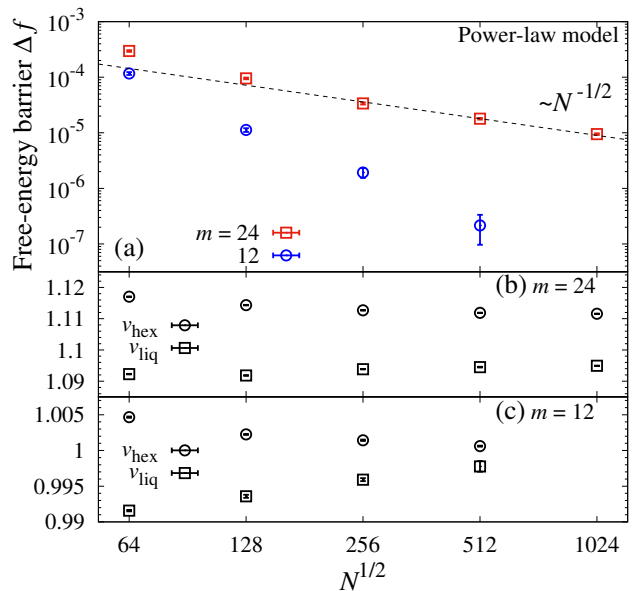 Free-energy barrier Δf
10⁻³
10⁻⁴
10⁻⁵
10⁻⁶
10⁻⁷
Power-law model
~N⁻¹/²
(a)
m = 24
12
1.12
1.11
1.1
1.09
(b) m = 24
v_hex
v_liq
1.005
1
0.995
0.99
(c) m = 12
v_hex
v_liq
64 128 256 512 1024
N¹/²